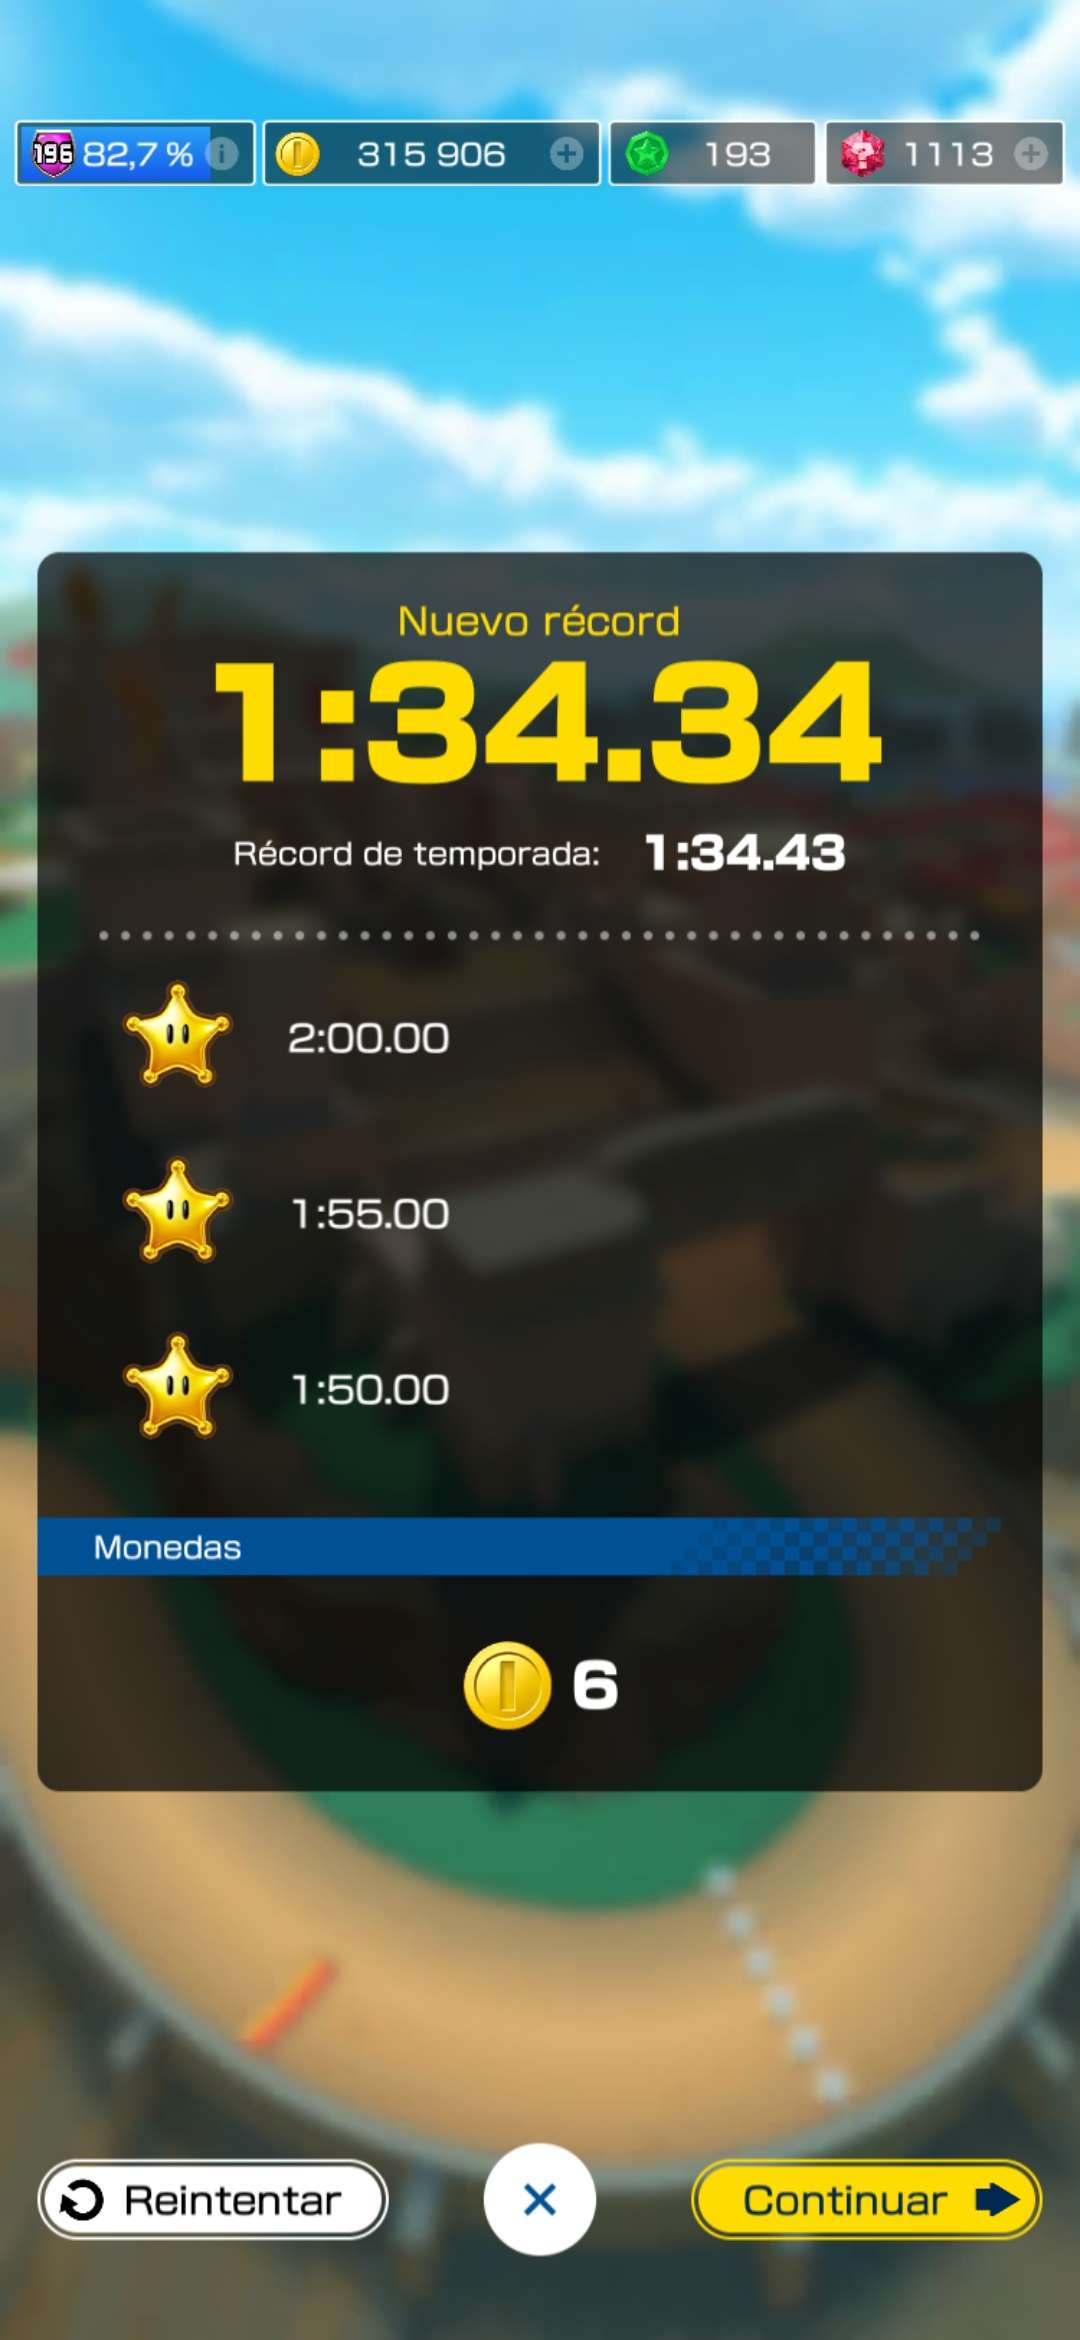 196 82,7 % i 315 906 + 193 ? 1113 +
Nuevo récord
1:34.34
Récord de temporada: 1:34.43
2:00.00
1:55.00
1:50.00
Monedas
6
Reintentar × Continuar